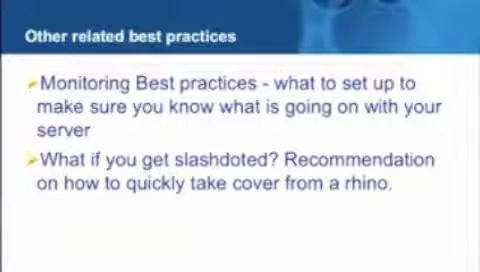 Other related best practices
Monitoring Best practices - what to set up to
make sure you know what is going on with your
server
What if you get slashdoted? Recommendation
on how to quickly take cover from a rhino.